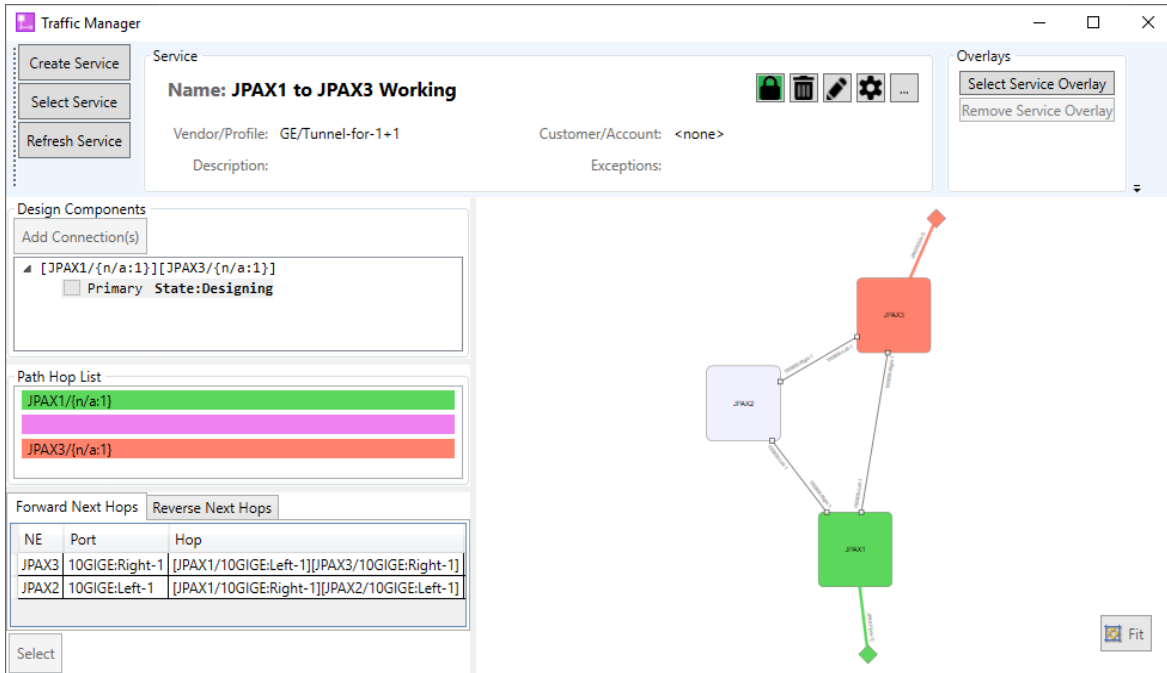 Traffic Manager
Create Service
Select Service
Refresh Service
Service
Name: JPAX1 to JPAX3 Working
...
Vendor/Profile: GE/Tunnel-for-1+1
Customer/Account: <none>
Description:
Exceptions:
Overlays
Select Service Overlay
Remove Service Overlay
Design Components
Add Connection(s)
[JPAX1/{n/a:1}][JPAX3/{n/a:1}]
Primary State:Designing
Path Hop List
JPAX1/{n/a:1}
JPAX3/{n/a:1}
Forward Next Hops
Reverse Next Hops
NE Port Hop
JPAX3 10GIGE:Right-1 [JPAX1/10GIGE:Left-1][JPAX3/10GIGE:Right-1]
JPAX2 10GIGE:Left-1 [JPAX1/10GIGE:Right-1][JPAX2/10GIGE:Left-1]
Select
JPAX3
JPAX2
JPAX1
Fit